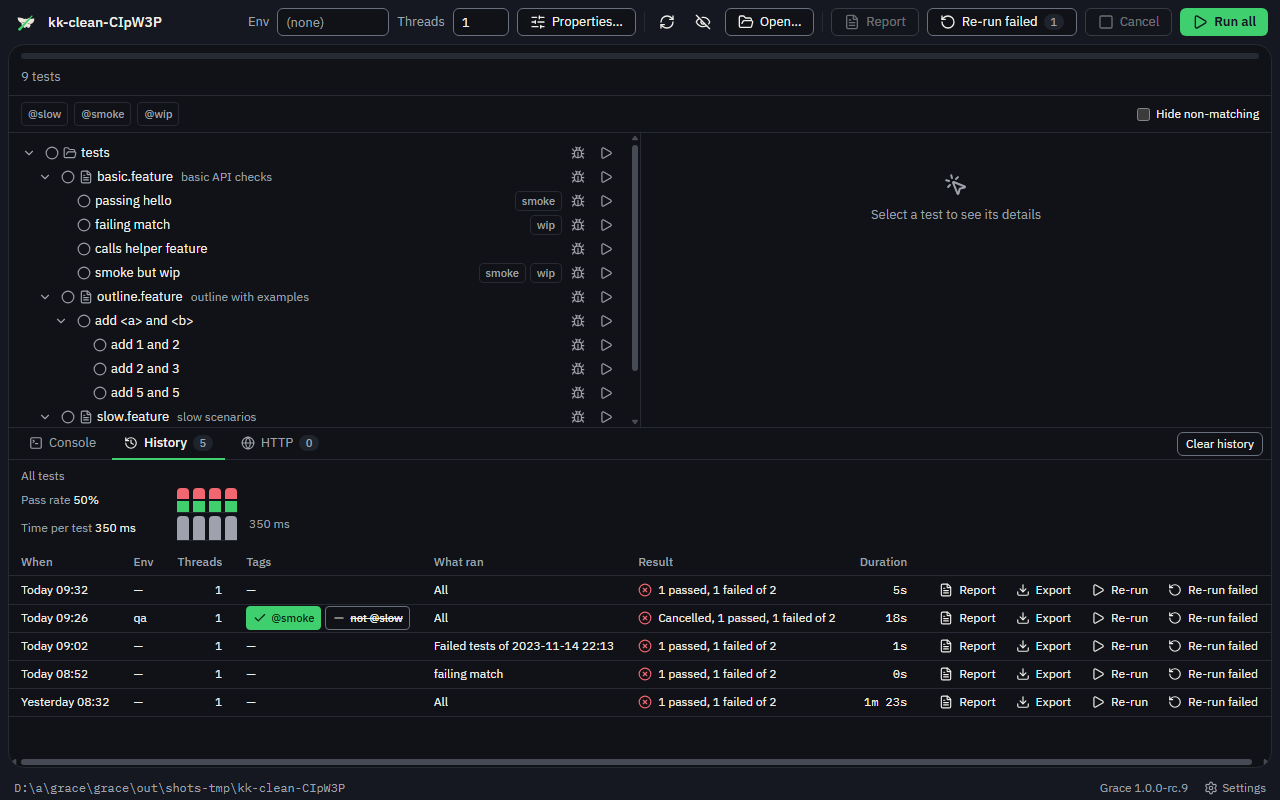 kk-clean-CIpW3P Env (none) Threads 1 Properties... Open... Report Re-run failed 1 Cancel Run all
9 tests
@slow @smoke @wip Hide non-matching
tests
basic.feature basic API checks
passing hello smoke
failing match wip
calls helper feature
smoke but wip smoke wip
outline.feature outline with examples
add <a> and <b>
add 1 and 2
add 2 and 3
add 5 and 5
slow.feature slow scenarios
Select a test to see its details
Console History 5 HTTP 0 Clear history
All tests
Pass rate 50%
Time per test 350 ms 350 ms
When Env Threads Tags What ran Result Duration
Today 09:32 — 1 — All 1 passed, 1 failed of 2 5s Report Export Re-run Re-run failed
Today 09:26 qa 1 @smoke not @slow All Cancelled, 1 passed, 1 failed of 2 18s Report Export Re-run Re-run failed
Today 09:02 — 1 — Failed tests of 2023-11-14 22:13 1 passed, 1 failed of 2 1s Report Export Re-run Re-run failed
Today 08:52 — 1 — failing match 1 passed, 1 failed of 2 0s Report Export Re-run Re-run failed
Yesterday 08:32 — 1 — All 1 passed, 1 failed of 2 1m 23s Report Export Re-run Re-run failed
D:\a\grace\grace\out\shots-tmp\kk-clean-CIpW3P Grace 1.0.0-rc.9 Settings